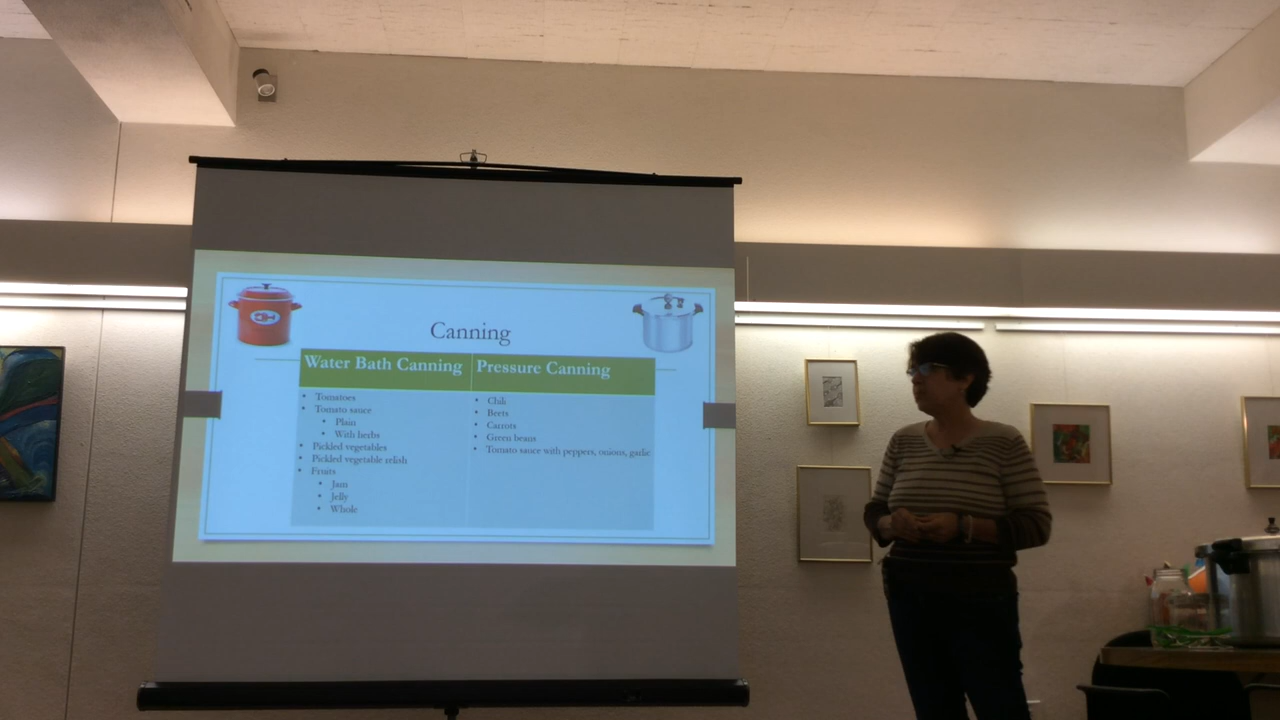 Canning
Water Bath Canning
Pressure Canning
• Tomatoes
• Tomato sauce
• Plain
• With herbs
• Pickled vegetables
• Pickled vegetable relish
• Fruits
• Jam
• Jelly
• Whole
• Chili
• Beets
• Carrots
• Green beans
• Tomato sauce with peppers, onions, garlic